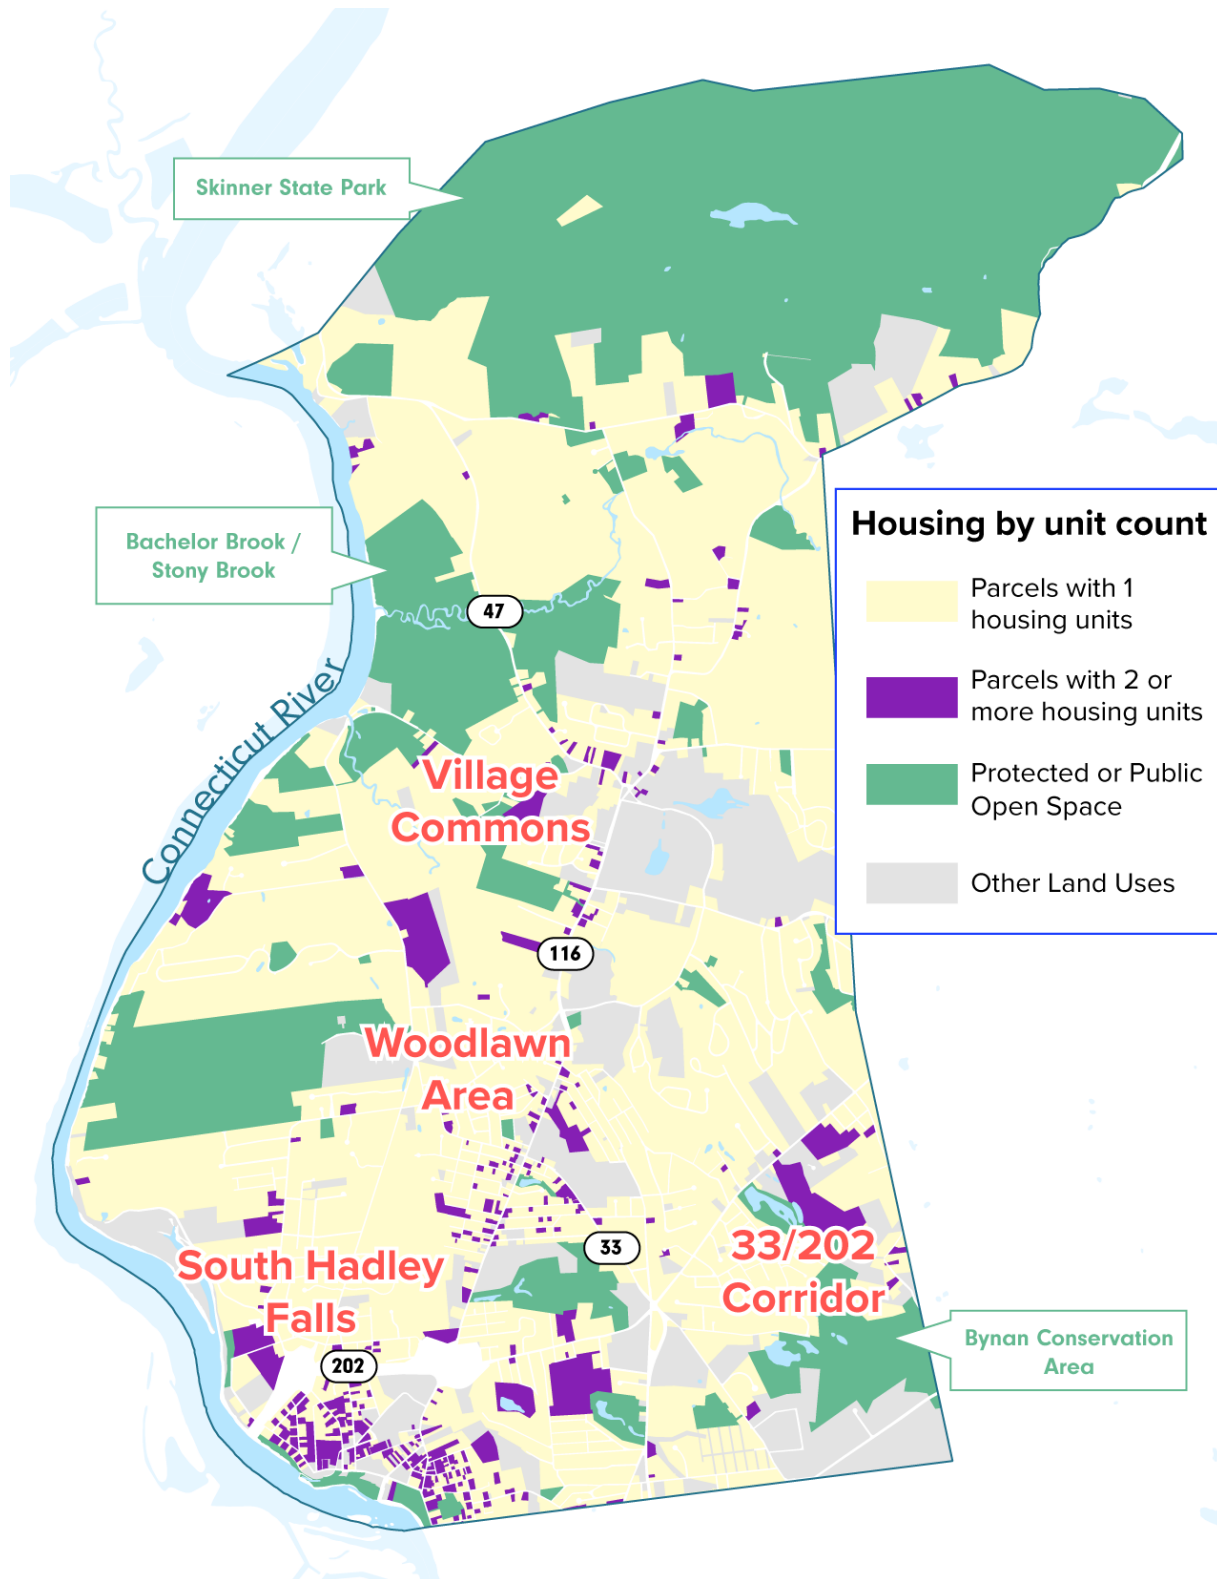 Skinner State Park
Housing by unit count
Parcels with 1
housing units
Parcels with 2 or
more housing units
Protected or Public
Open Space
Other Land Uses
Bachelor Brook /
Stony Brook
47
Connecticut River
Village
Commons
116
Woodlawn
Area
33
33/202
Corridor
South Hadley
Falls
202
Bynan Conservation
Area